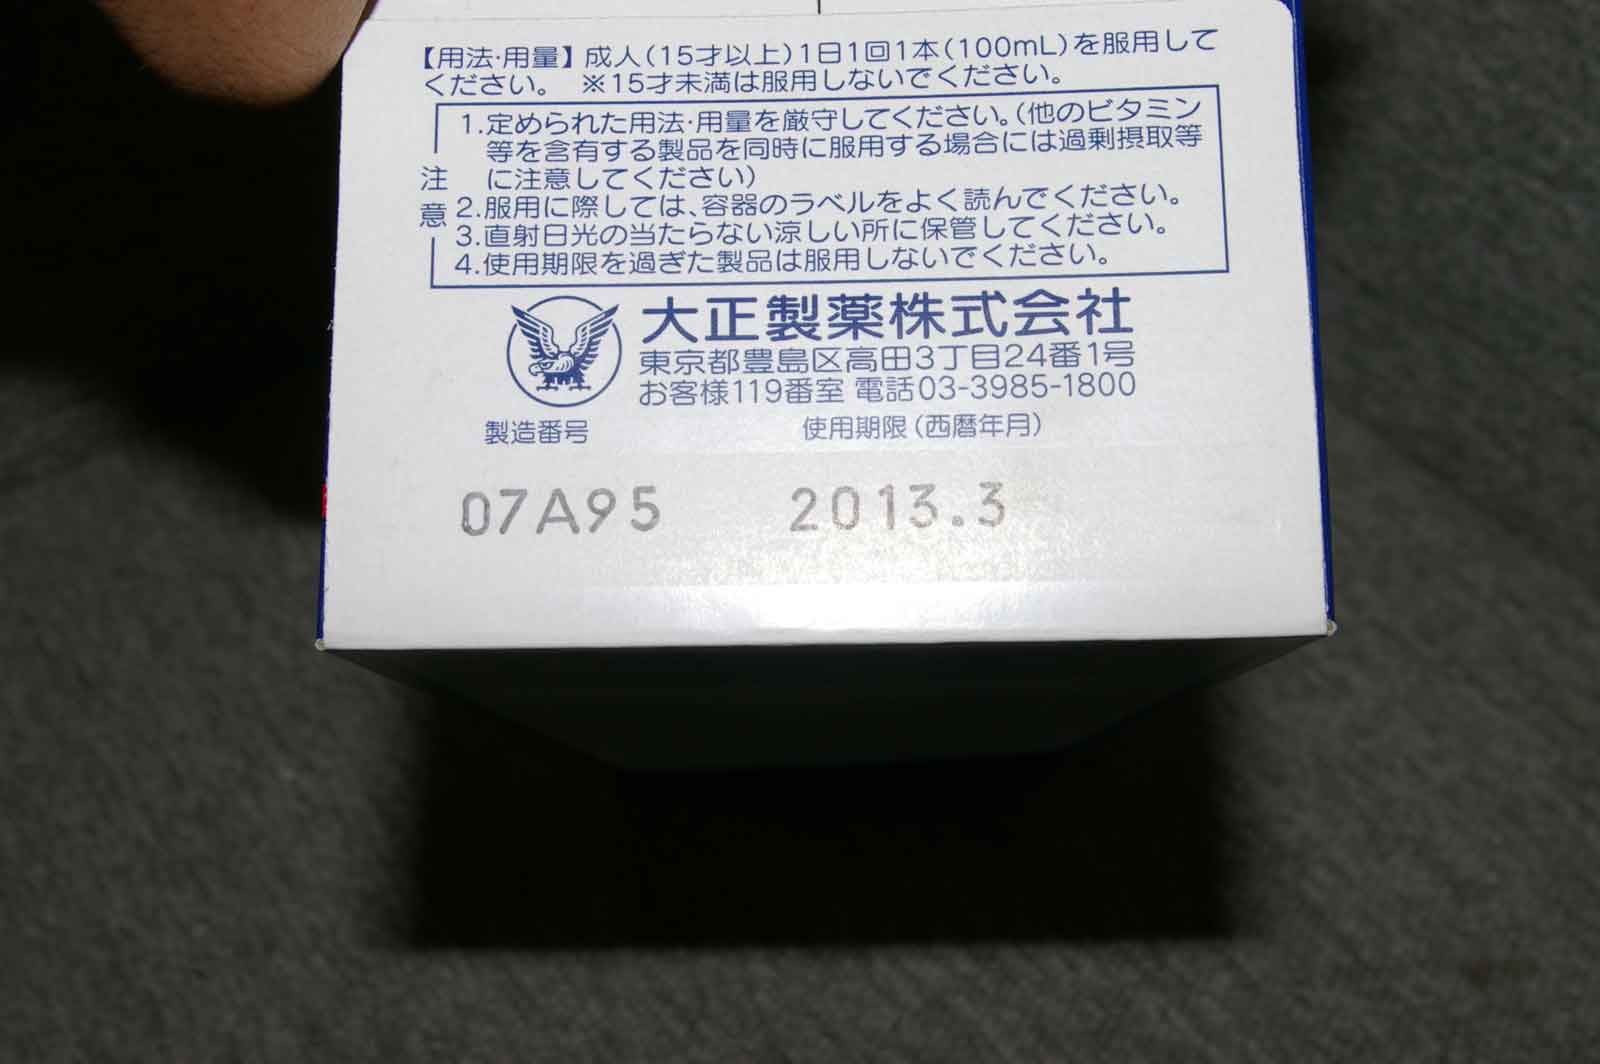 【用法・用量】成人(15才以上)1日1回1本(100mL)を服用して
ください。 ※15才未満は服用しないでください。
注意
1.定められた用法・用量を厳守してください。(他のビタミン
等を含有する製品を同時に服用する場合には過剰摂取等
に注意してください)
2.服用に際しては、容器のラベルをよく読んでください。
3.直射日光の当たらない涼しい所に保管してください。
4.使用期限を過ぎた製品は服用しないでください。
大正製薬株式会社
東京都豊島区高田3丁目24番1号
お客様119番室 電話03-3985-1800
製造番号 使用期限(西暦年月)
07A95 2013.3